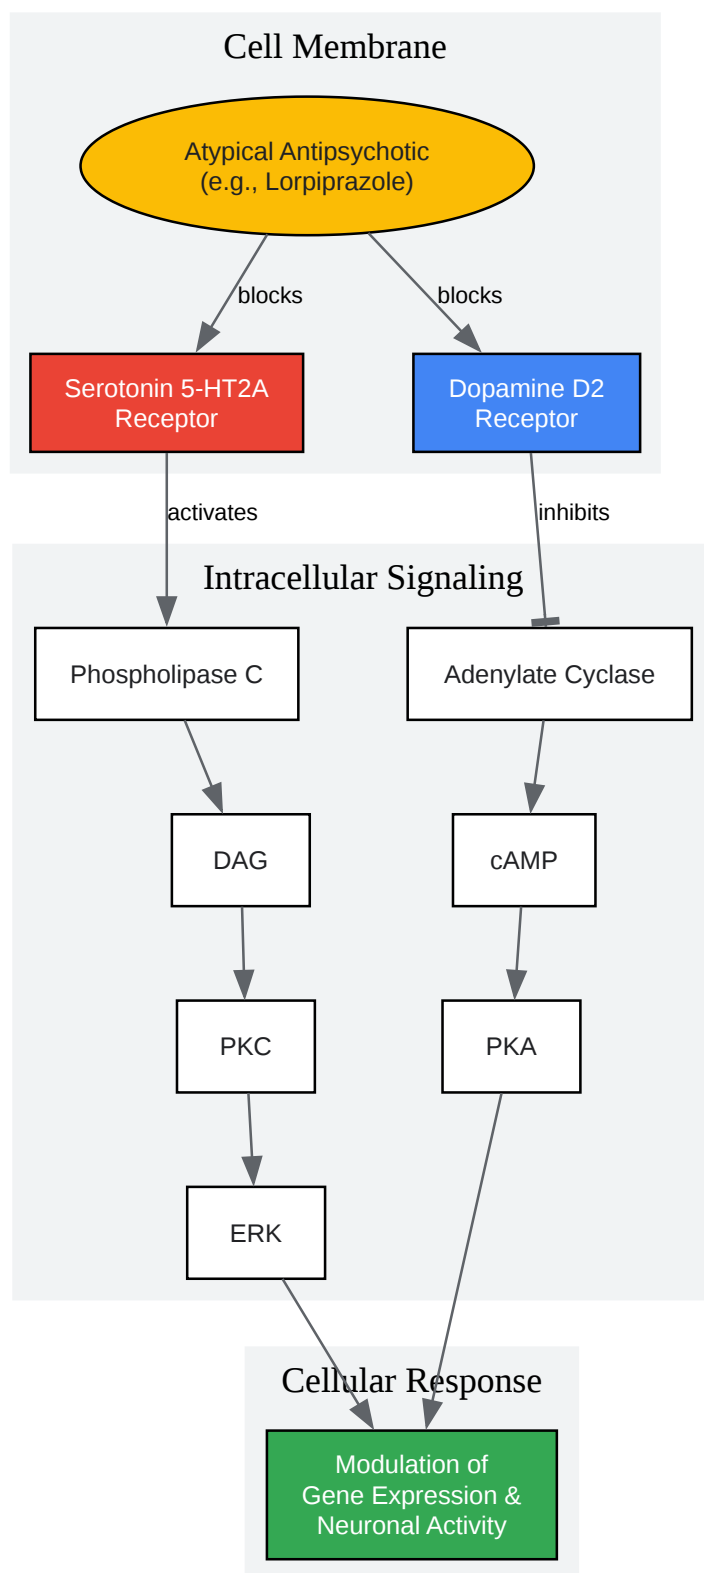 Cell Membrane
Atypical Antipsychotic
(e.g., Lorpiprazole)
blocks
blocks
Serotonin 5-HT2A
Receptor
Dopamine D2
Receptor
activates
inhibits
Intracellular Signaling
Phospholipase C
Adenylate Cyclase
DAG
cAMP
PKC
PKA
ERK
Cellular Response
Modulation of
Gene Expression &
Neuronal Activity